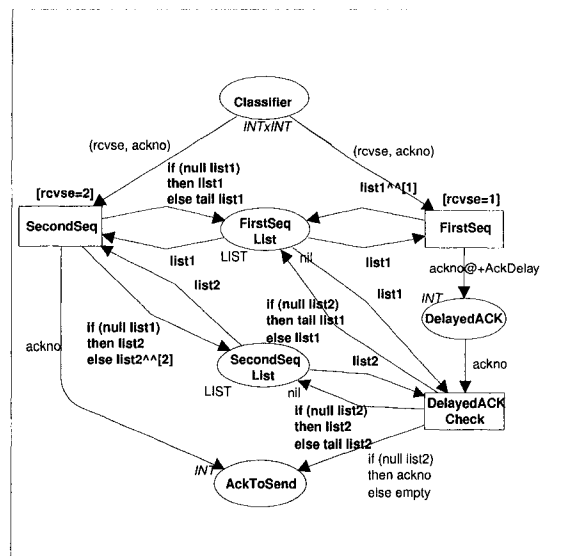 Classifier
INTxINT
(rcvse, ackno)
(rcvse, ackno)
if (null list1)
then list1
else tail list1
list1^^[1]
[rcvse=2]
[rcvse=1]
SecondSeq
FirstSeq
List
FirstSeq
LIST
nil
list1
list1
list2
ackno@+AckDelay
list1
INT
DelayedACK
if (null list2)
then tail list1
else list1
if (null list1)
then list2
else list2^^[2]
ackno
SecondSeq
List
list2
ackno
LIST
nil
DelayedACK
Check
if (null list2)
then list2
else tail list2
if (null list2)
then ackno
else empty
INT
AckToSend